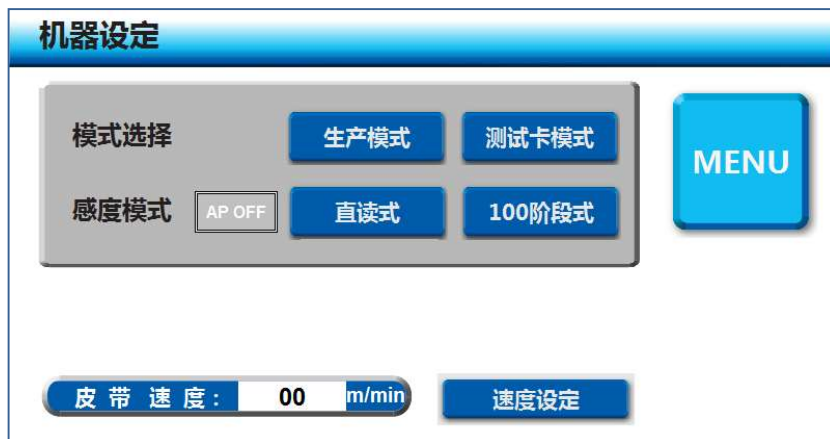 机器设定
模式选择 生产模式 测试卡模式
MENU
感度模式 AP OFF 直读式 100阶段式
皮带速度: 00 m/min 速度设定